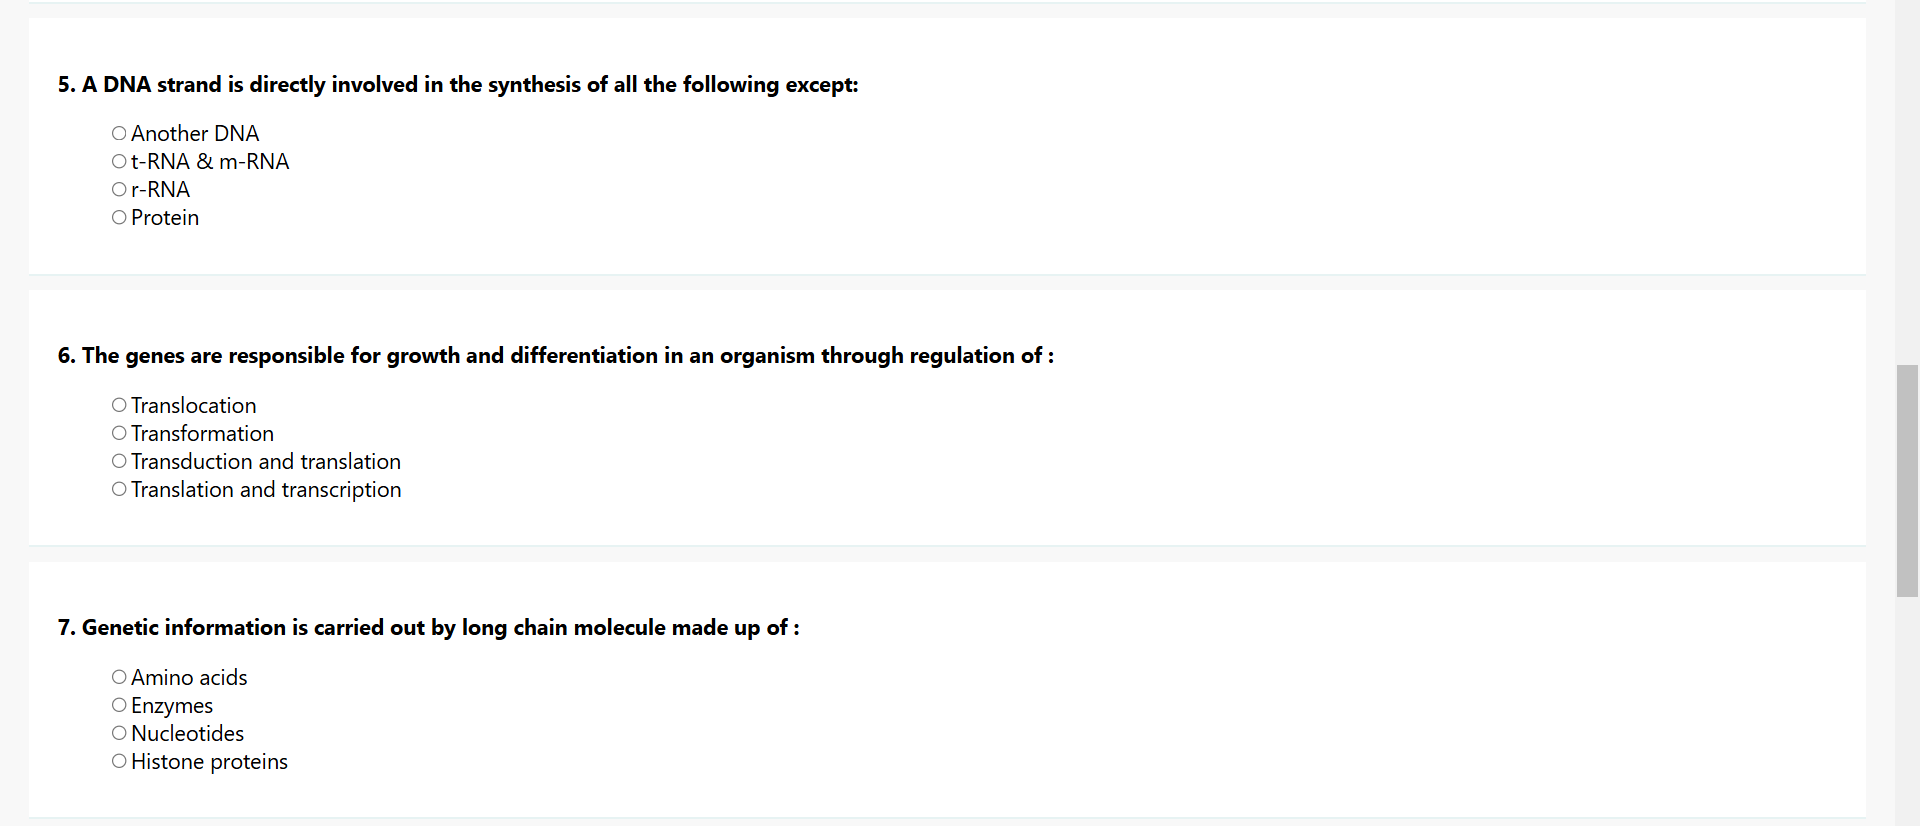 5. A DNA strand is directly involved in the synthesis of all the following except:
Another DNA
t-RNA & m-RNA
r-RNA
Protein
6. The genes are responsible for growth and differentiation in an organism through regulation of :
Translocation
Transformation
Transduction and translation
Translation and transcription
7. Genetic information is carried out by long chain molecule made up of :
Amino acids
Enzymes
Nucleotides
Histone proteins